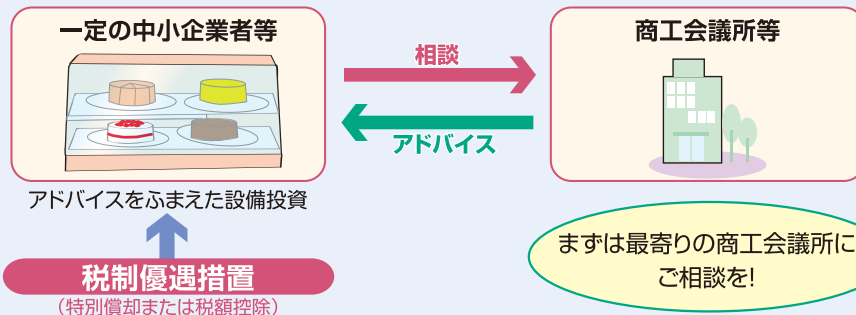 一定の中小企業者等
商工会議所等
相談
アドバイス
アドバイスをふまえた設備投資
税制優遇措置
(特別償却または税額控除)
まずは最寄りの商工会議所に
ご相談を!